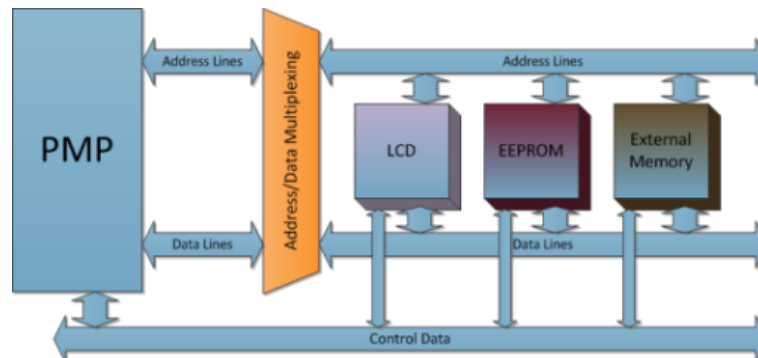 PMP
Address Lines
Address/Data Multiplexing
Address Lines
LCD
EEPROM
External
Memory
Data Lines
Data Lines
Control Data